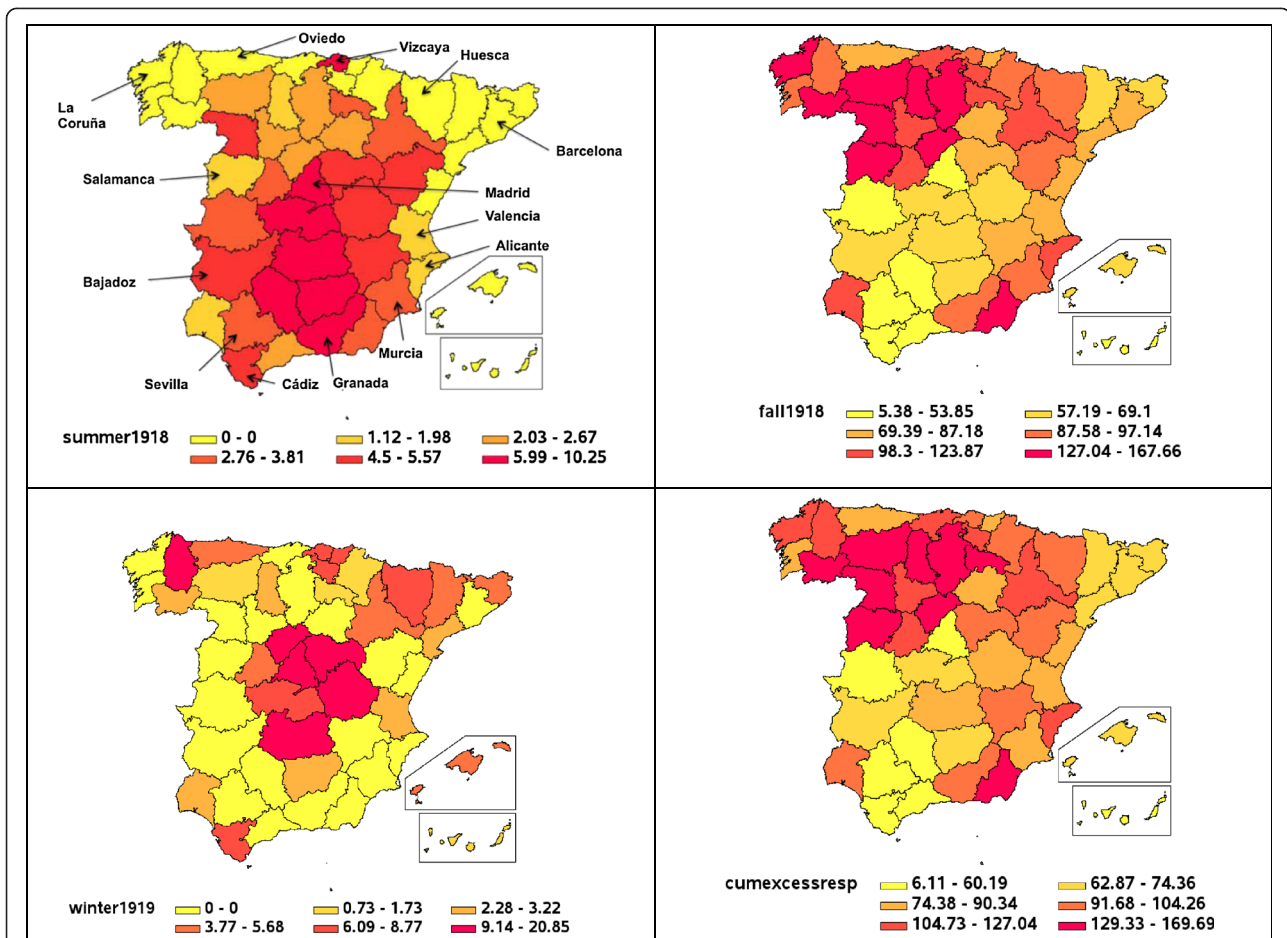 Oviedo
Vizcaya
Huesca
La
Coruña
Barcelona
Salamanca
Madrid
Valencia
Alicante
Bajadoz
Murcia
Sevilla
Cádiz
Granada
summer1918
0 - 0
1.12 - 1.98
2.03 - 2.67
2.76 - 3.81
4.5 - 5.57
5.99 - 10.25
fall1918
5.38 - 53.85
57.19 - 69.1
69.39 - 87.18
87.58 - 97.14
98.3 - 123.87
127.04 - 167.66
winter1919
0 - 0
0.73 - 1.73
2.28 - 3.22
3.77 - 5.68
6.09 - 8.77
9.14 - 20.85
cumexcessresp
6.11 - 60.19
62.87 - 74.36
74.38 - 90.34
91.68 - 104.26
104.73 - 127.04
129.33 - 169.69